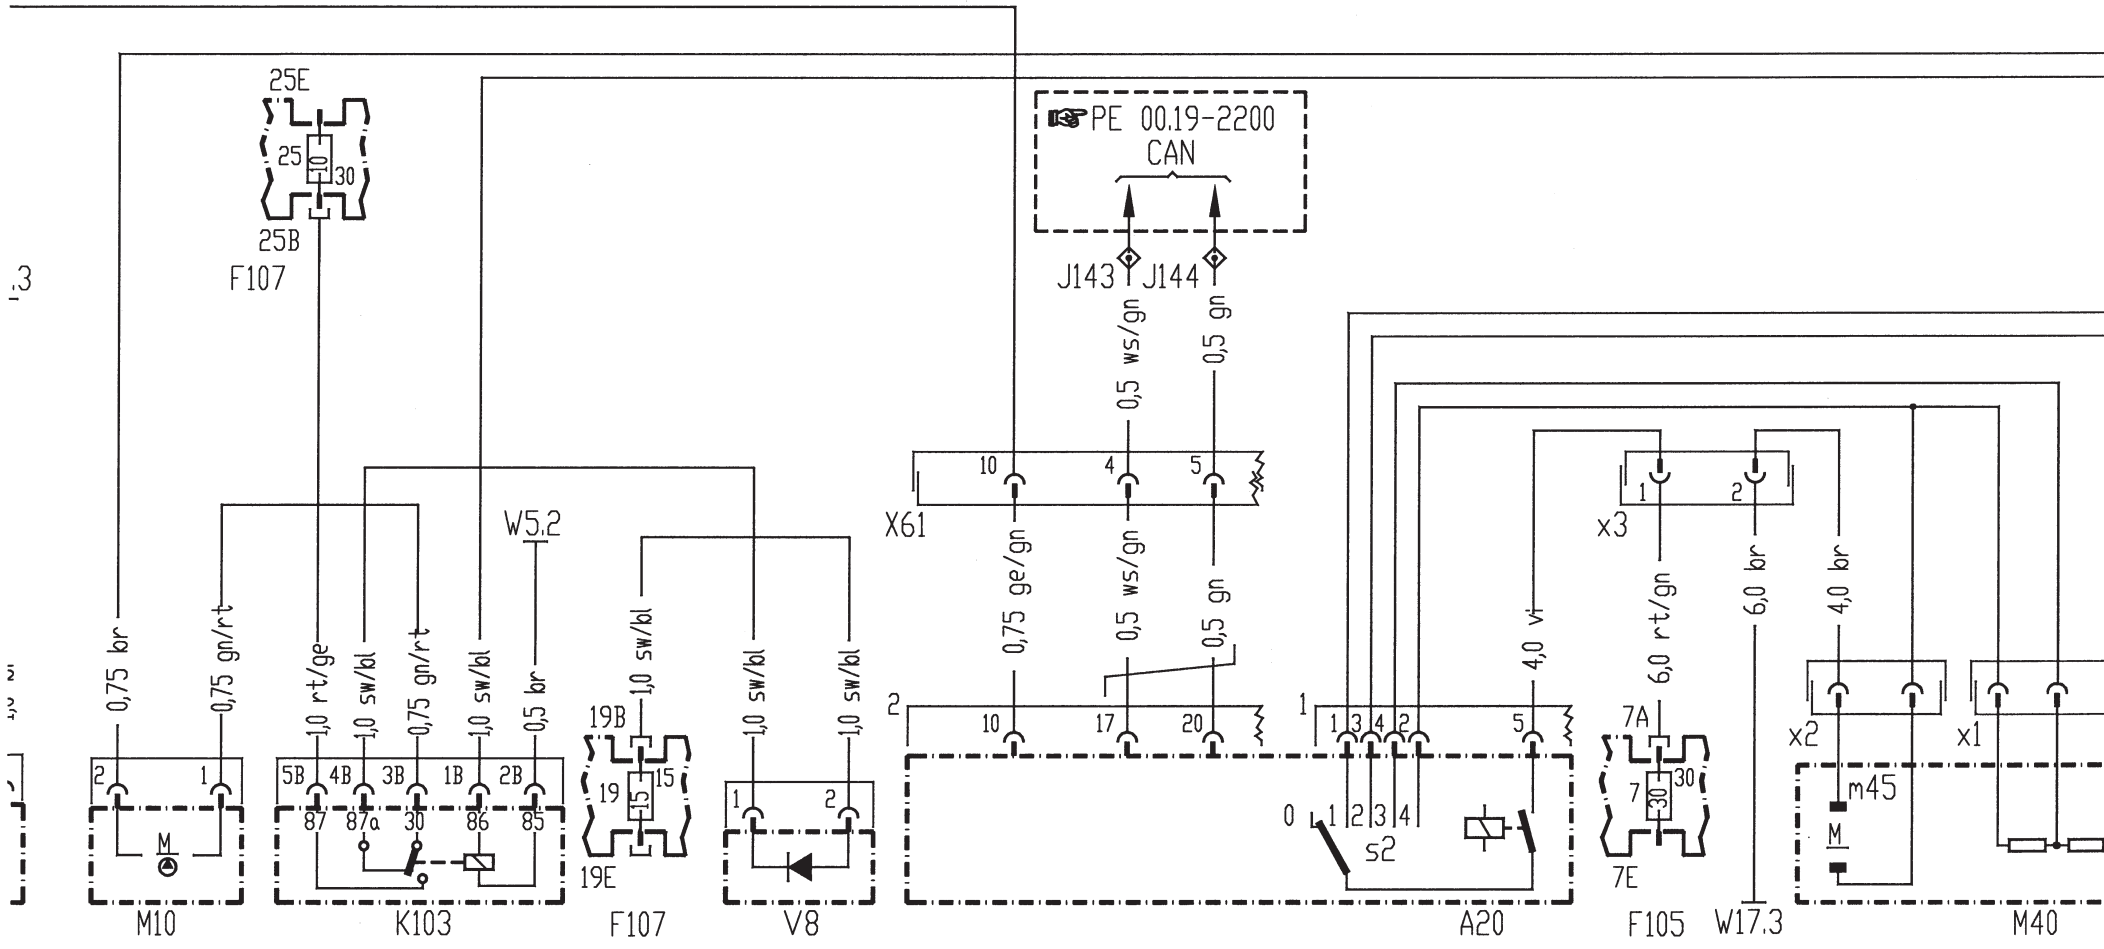 25E
25
10
30
25B
F107
.3
PE 00.19-2200
CAN
J143
J144
0,5 ws/gn
0,5 gn
10
4
5
X61
W5.2
1
2
x3
0,75 br
0,75 gn/rt
1,0 rt/ge
1,0 sw/bl
0,75 gn/rt
1,0 sw/bl
0,5 br
1,0 sw/bl
1,0 sw/bl
1,0 sw/bl
0,75 ge/gn
0,5 ws/gn
0,5 gn
4,0 vi
6,0 rt/gn
6,0 br
4,0 br
2
10
17
20
1
1
3
4
2
5
19B
19
15
15
19E
7A
7
30
30
7E
x2
x1
2
1
5B
4B
3B
1B
2B
87
87a
30
86
85
1
2
M
0
1
2
3
4
s2
m45
M
M10
K103
F107
V8
A20
F105
W17.3
M40